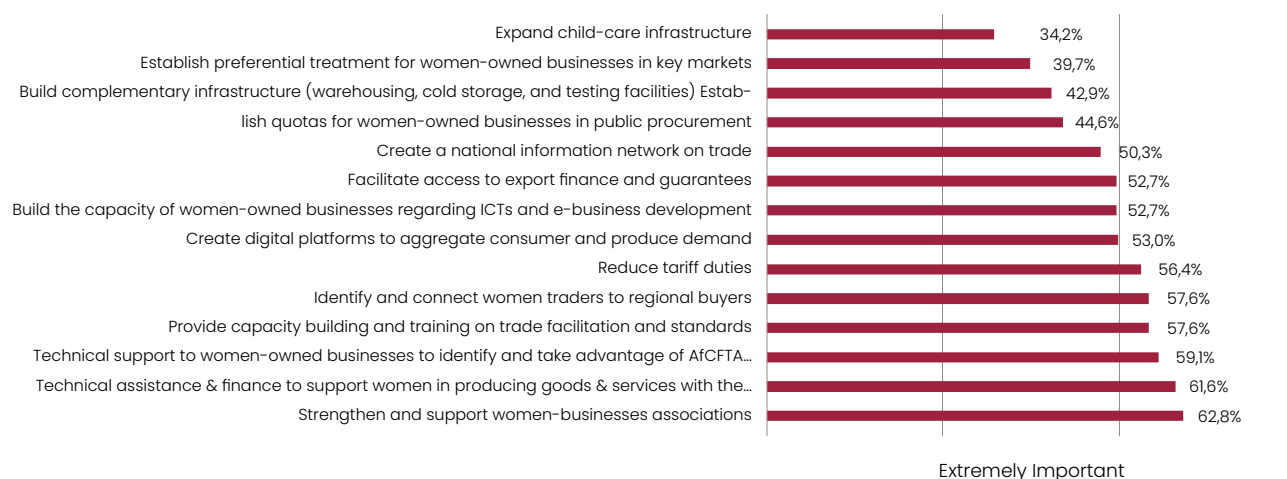 Expand child-care infrastructure 34,2%
Establish preferential treatment for women-owned businesses in key markets 39,7%
Build complementary infrastructure (warehousing, cold storage, and testing facilities) Estab- 42,9%
lish quotas for women-owned businesses in public procurement 44,6%
Create a national information network on trade 50,3%
Facilitate access to export finance and guarantees 52,7%
Build the capacity of women-owned businesses regarding ICTs and e-business development 52,7%
Create digital platforms to aggregate consumer and produce demand 53,0%
Reduce tariff duties 56,4%
Identify and connect women traders to regional buyers 57,6%
Provide capacity building and training on trade facilitation and standards 57,6%
Technical support to women-owned businesses to identify and take advantage of AfCFTA… 59,1%
Technical assistance & finance to support women in producing goods & services with the… 61,6%
Strengthen and support women-businesses associations 62,8%
Extremely Important